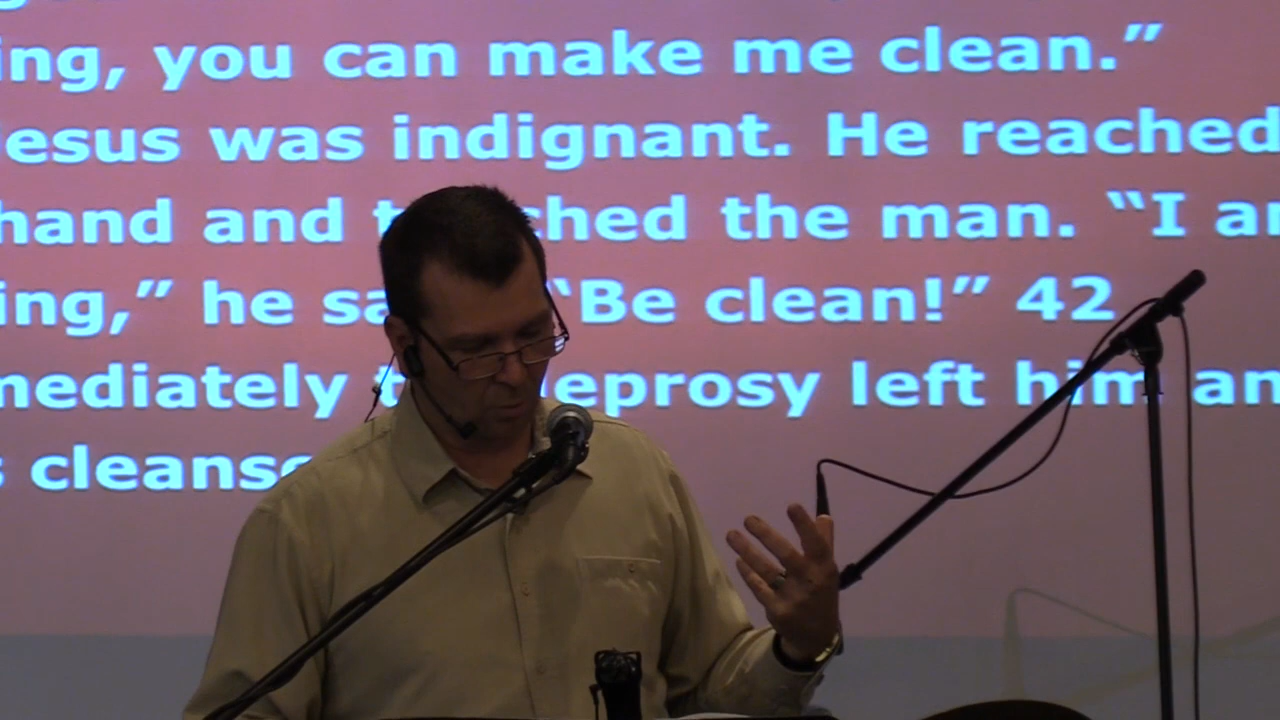 ing, you can make me clean.”
esus was indignant. He reached
hand and t ched the man. “I a
ing,” he sa “Be clean!” 42
mediately t leprosy left him an
s cleanse